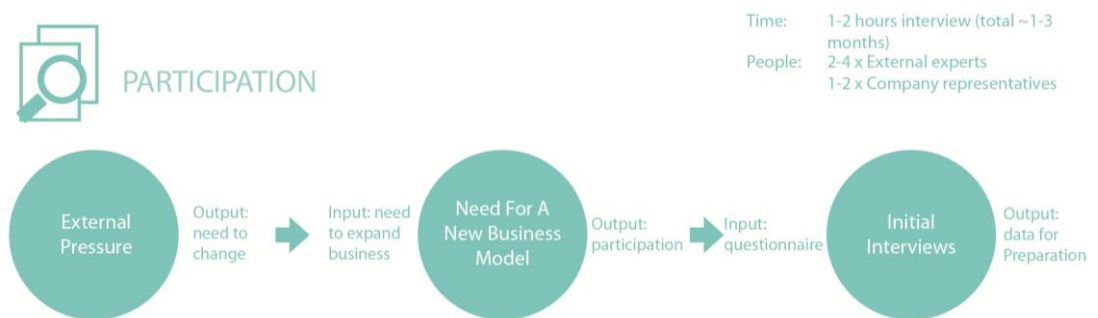 Time: 1-2 hours interview (total ~1-3
months)
People: 2-4 x External experts
1-2 x Company representatives
PARTICIPATION
External
Pressure
Output:
need to
change
Input: need
to expand
business
Need For A
New Business
Model
Output:
participation
Input:
questionnaire
Initial
Interviews
Output:
data for
Preparation